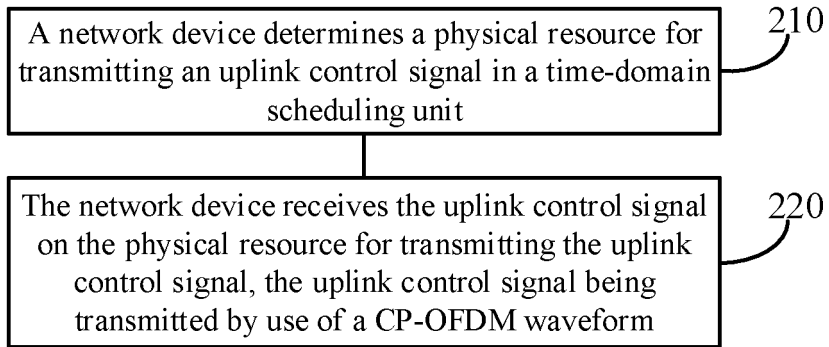 A network device determines a physical resource for
transmitting an uplink control signal in a time-domain
scheduling unit
210
The network device receives the uplink control signal
on the physical resource for transmitting the uplink
control signal, the uplink control signal being
transmitted by use of a CP-OFDM waveform
220